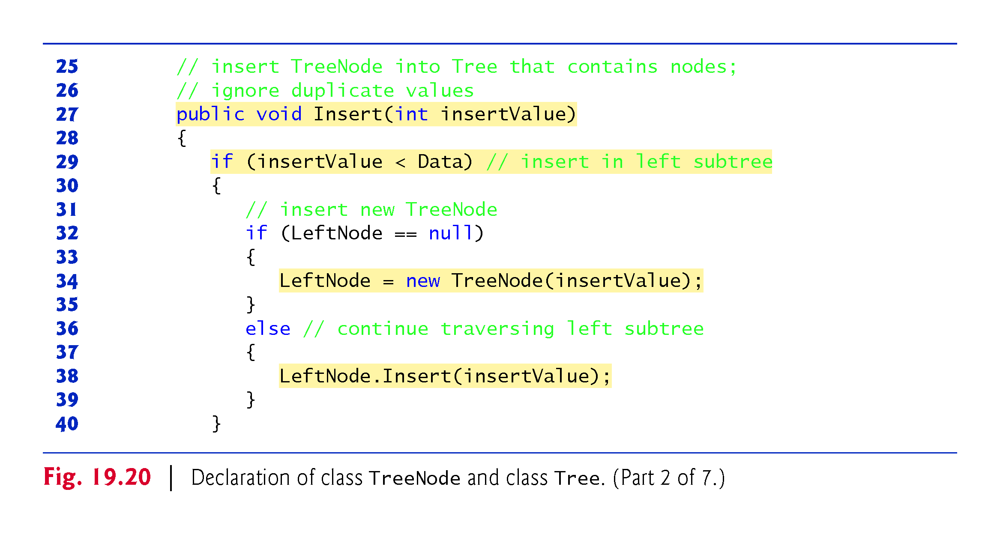 25 // insert TreeNode into Tree that contains nodes;
26 // ignore duplicate values
27 public void Insert(int insertValue)
28 {
29 if (insertValue < Data) // insert in left subtree
30 {
31 // insert new TreeNode
32 if (LeftNode == null)
33 {
34 LeftNode = new TreeNode(insertValue);
35 }
36 else // continue traversing left subtree
37 {
38 LeftNode.Insert(insertValue);
39 }
40 }
Fig. 19.20 | Declaration of class TreeNode and class Tree. (Part 2 of 7.)